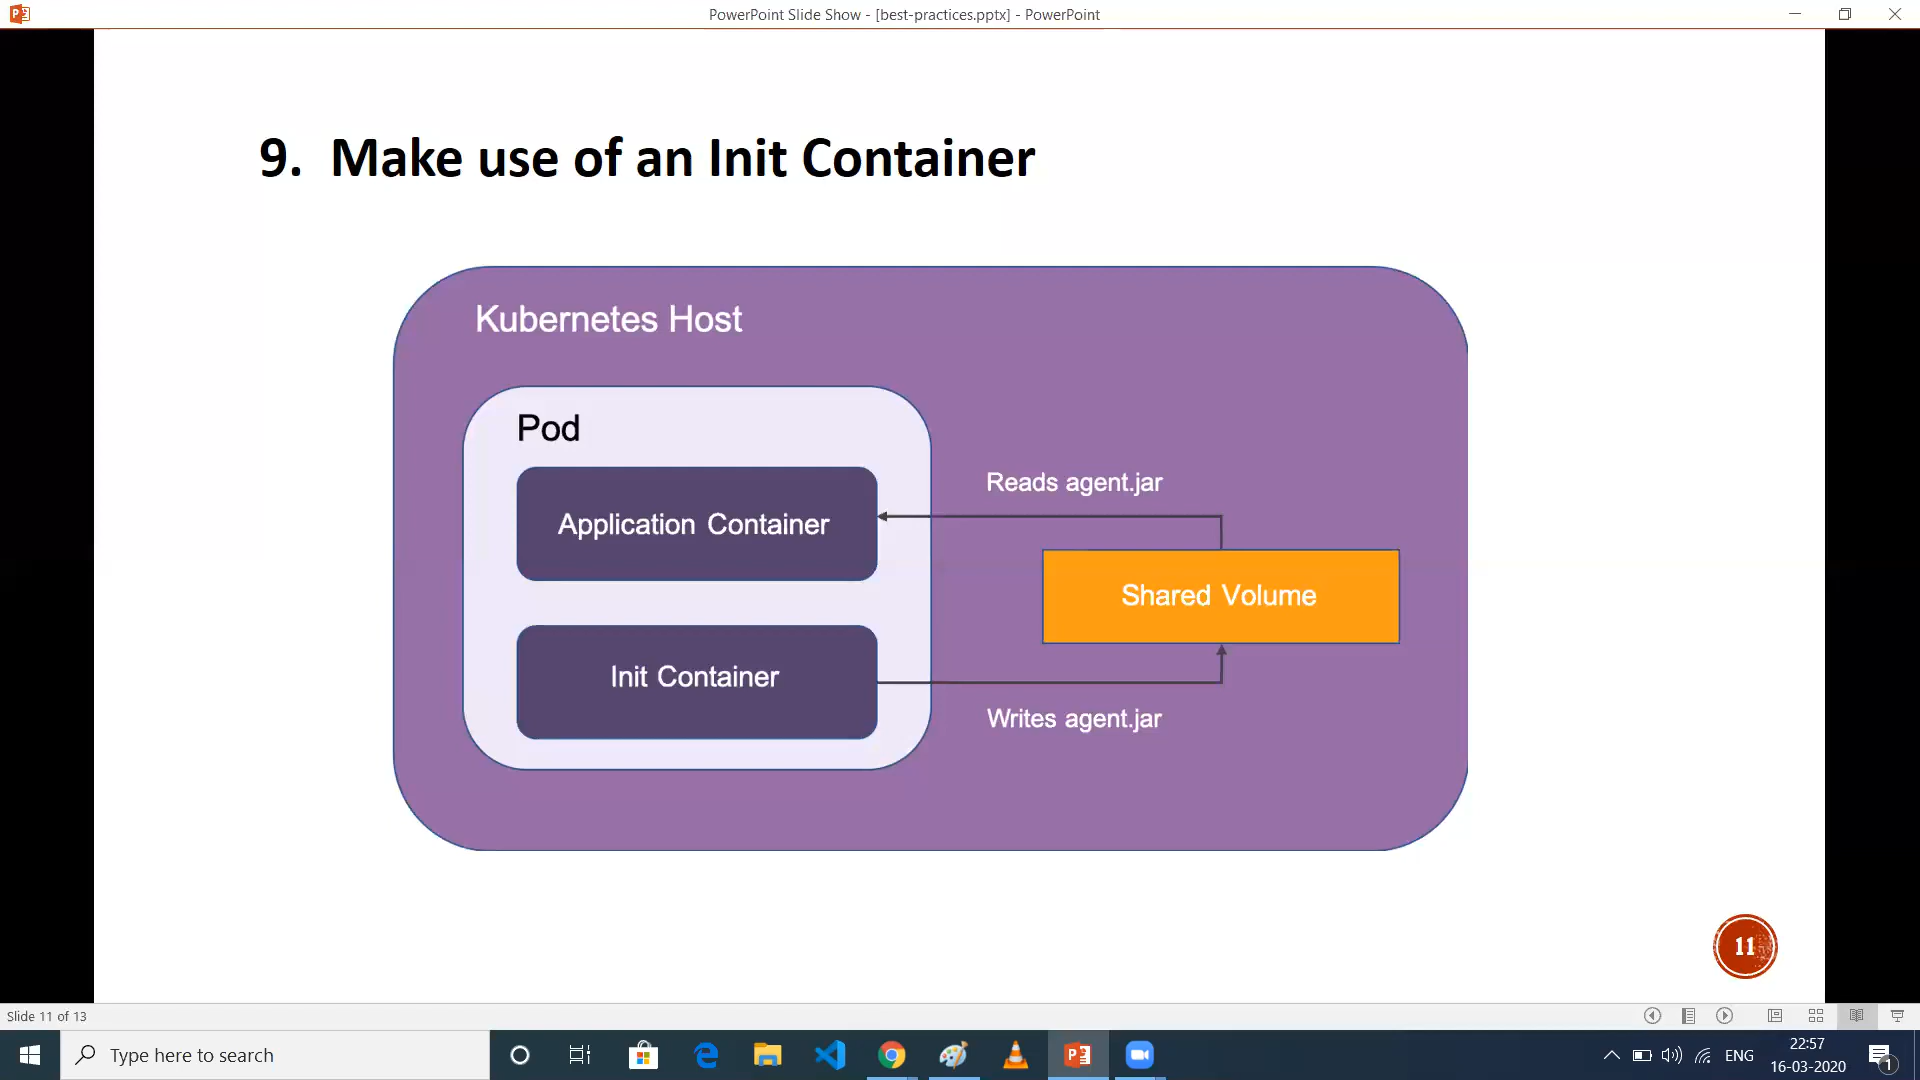 PowerPoint Slide Show - [best-practices.pptx] - PowerPoint
9. Make use of an Init Container
Kubernetes Host
Pod
Application Container
Reads agent.jar
Shared Volume
Init Container
Writes agent.jar
11
Slide 11 of 13
Type here to search
ENG
22:57
16-03-2020
1